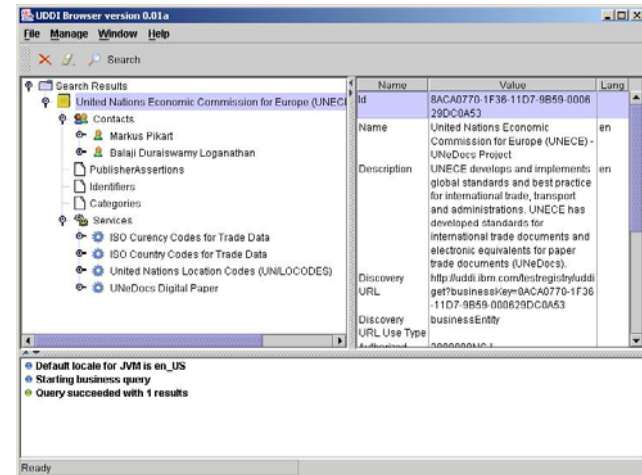 UDDI Browser version 0.01a
File Manage Window Help
Search
Search Results
United Nations Economic Commission for Europe (UNECI
Contacts
Markus Pikart
Balaji Duraiswamy Loganathan
PublisherAssertions
Identifiers
Categories
Services
ISO Curency Codes for Trade Data
ISO Country Codes for Trade Data
United Nations Location Codes (UN/LOCODES)
UNeDocs Digital Paper
Name Value Lang
Id 8ACA0770-1F36-11D7-9B59-0006
29DC0A53
Name United Nations Economic en
Commission for Europe (UNECE) -
UNeDocs Project
Description UNECE develops and implements en
global standards and best practice
for international trade, transport
and administrations. UNECE has
developed standards for
international trade documents and
electronic equivalents for paper
trade documents (UNeDocs).
Discovery http://uddi.ibm.com/testregistry/uddi
URL get?businessKey=8ACA0770-1F36
-11D7-9B59-000629DC0A53
Discovery businessEntity
URL Use Type
Default locale for JVM is en_US
Starting business query
Query succeeded with 1 results
Ready